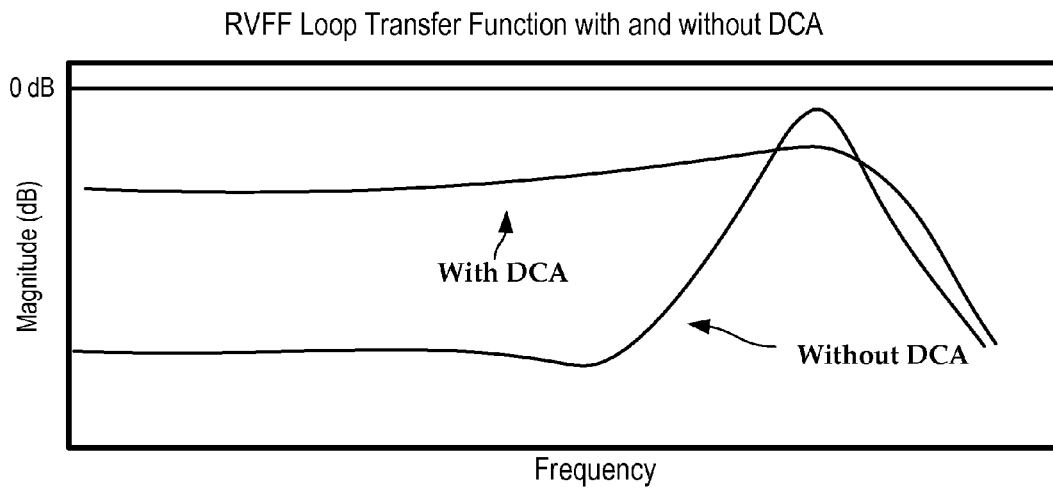 RVFF Loop Transfer Function with and without DCA
0 dB
Magnitude (dB)
With DCA
Without DCA
Frequency